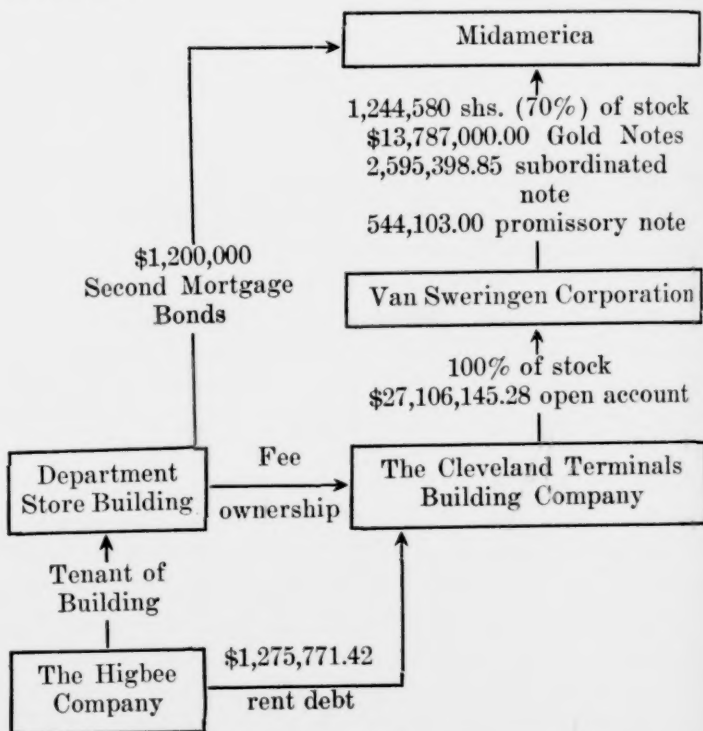 Midamerica
1,244,580 shs. (70%) of stock
$13,787,000.00 Gold Notes
2,595,398.85 subordinated
note
544,103.00 promissory note
$1,200,000
Second Mortgage
Bonds
Van Sweringen Corporation
100% of stock
$27,106,145.28 open account
Department
Store Building
Fee
ownership
The Cleveland Terminals
Building Company
Tenant of
Building
The Higbee
Company
$1,275,771.42
rent debt